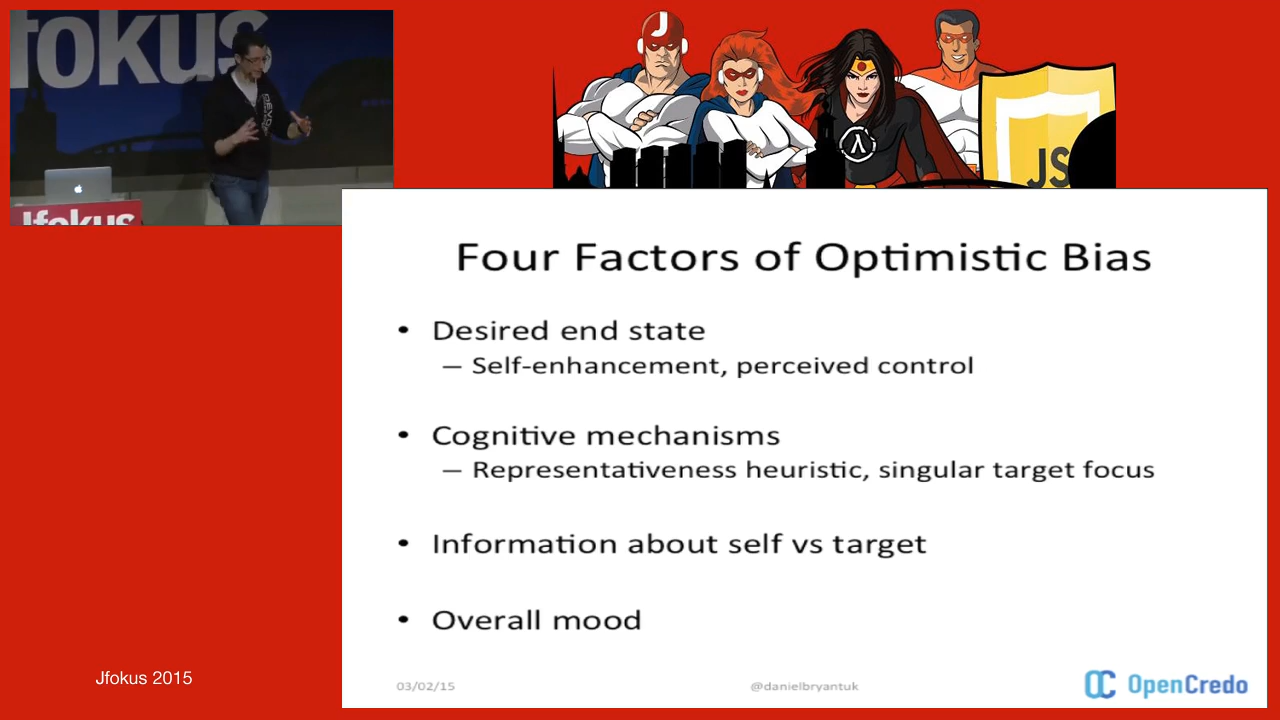 fokus
Jfokus
J
JS
Four Factors of Optimistic Bias
• Desired end state
– Self-enhancement, perceived control
• Cognitive mechanisms
– Representativeness heuristic, singular target focus
• Information about self vs target
• Overall mood
Jfokus 2015
03/02/15
@danielbryantuk
OpenCredo